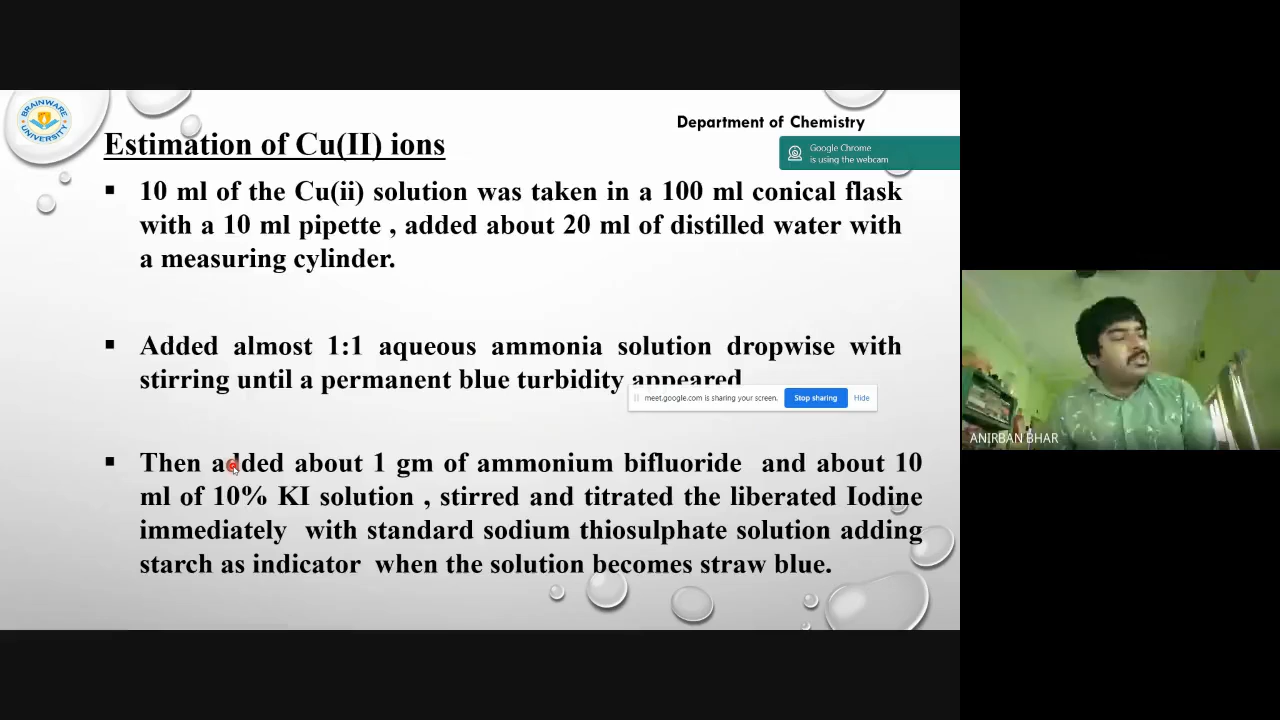 BRAINWARE UNIVERSITY
Department of Chemistry
Estimation of Cu(II) ions
Google Chrome
is using the webcam
▪ 10 ml of the Cu(ii) solution was taken in a 100 ml conical flask
with a 10 ml pipette , added about 20 ml of distilled water with
a measuring cylinder.
▪ Added almost 1:1 aqueous ammonia solution dropwise with
stirring until a permanent blue turbidity appeared
meet.google.com is sharing your screen. Stop sharing Hide
▪ Then added about 1 gm of ammonium bifluoride and about 10
ml of 10% KI solution , stirred and titrated the liberated Iodine
immediately with standard sodium thiosulphate solution adding
starch as indicator when the solution becomes straw blue.
ANIRBAN BHAR